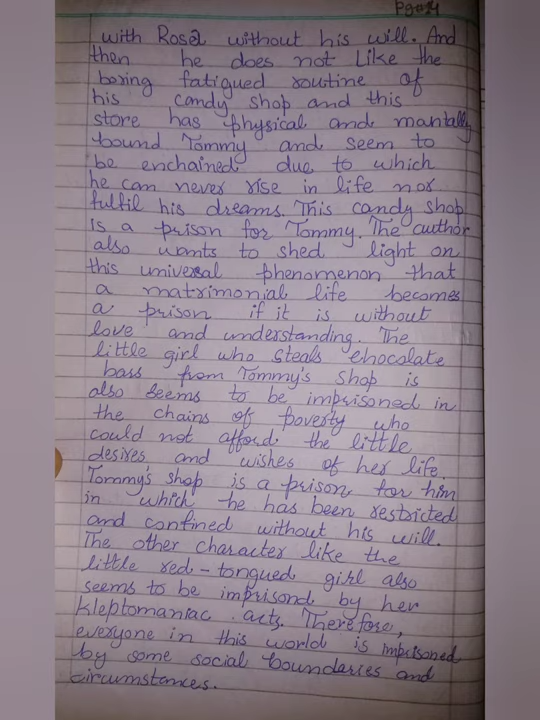 Pg024
with Rosa without his will. And
then he does not like the
boring fatigued routine of
his candy shop and this
store has physical and mantally
bound Tommy and seem to
be enchained due to which
he can never rise in life nor
fulfil his dreams. This candy shop
is a prison for Tommy. The author
also wants to shed light on
this universal phenomenon that
a matrimonial life becomes
a prison if it is without
love and understanding. The
little girl who steals chocolate
bars from Tommy's shop is
also seems to be imprisoned in
the chains of poverty who
could not afford the little
desires and wishes of her life.
Tommy's shop is a prison for him
in which he has been restricted
and confined without his will.
The other character like the
little red-tongued girl also
seems to be imprisond by her
kleptomaniac acts. Therefore,
everyone in this world is imprisoned
by some social boundaries and
circumstances.